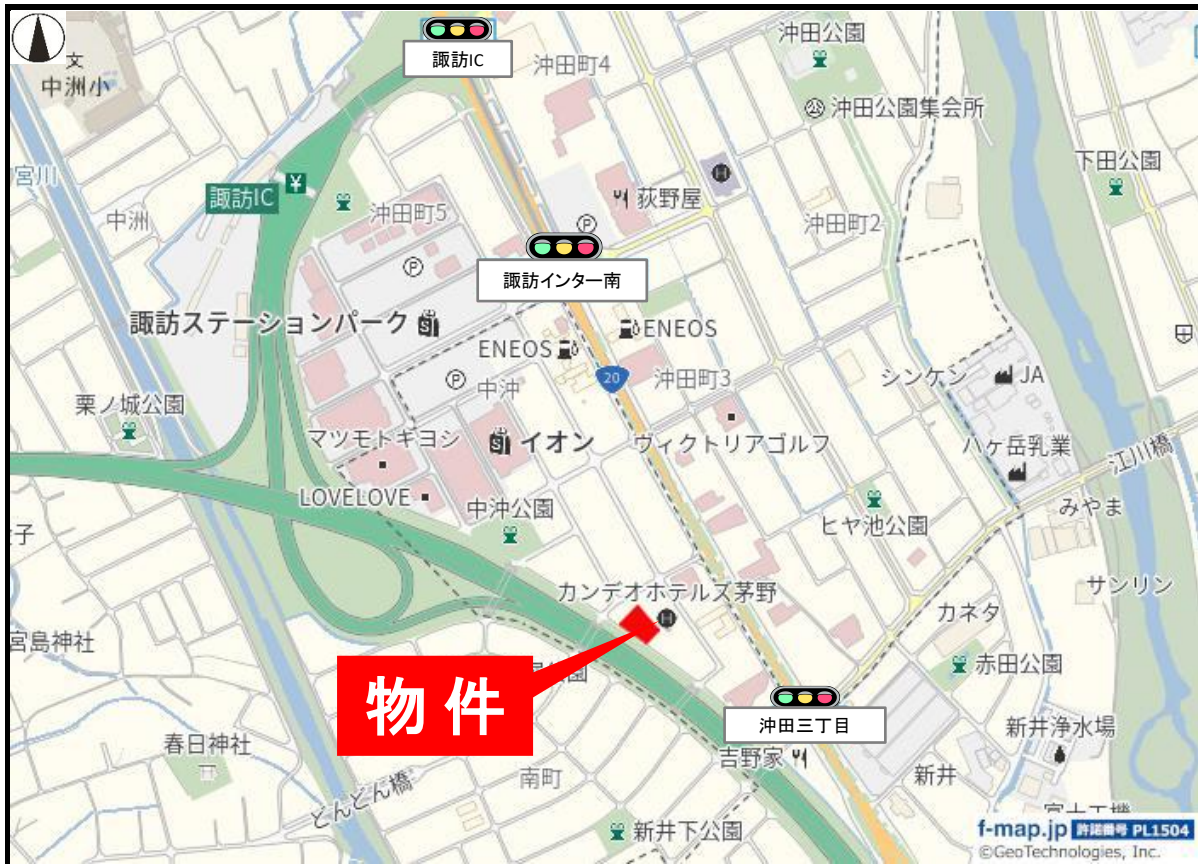 諏訪IC
沖田町4
沖田公園
文
中洲小
沖田公園集会所
宮川
下田公園
諏訪IC
¥
中洲
沖田町5
荻野屋
H
沖田町2
P
P
諏訪インター南
諏訪ステーションパーク
S
ENEOS
ENEOS
P
中沖
20
沖田町3
シンケン
JA
栗ノ城公園
マツモトキヨシ
S
イオン
ヴィクトリアゴルフ
八ヶ岳乳業
江川橋
LOVELOVE
中沖公園
ヒヤ池公園
みやま
カンデオホテルズ茅野
H
サンリン
カネタ
宮島神社
物件
公園
赤田公園
沖田三丁目
新井浄水場
春日神社
吉野家
新井
南町
どんどん橋
新井下公園
f-map.jp 許諾番号 PL1504
©GeoTechnologies, Inc.